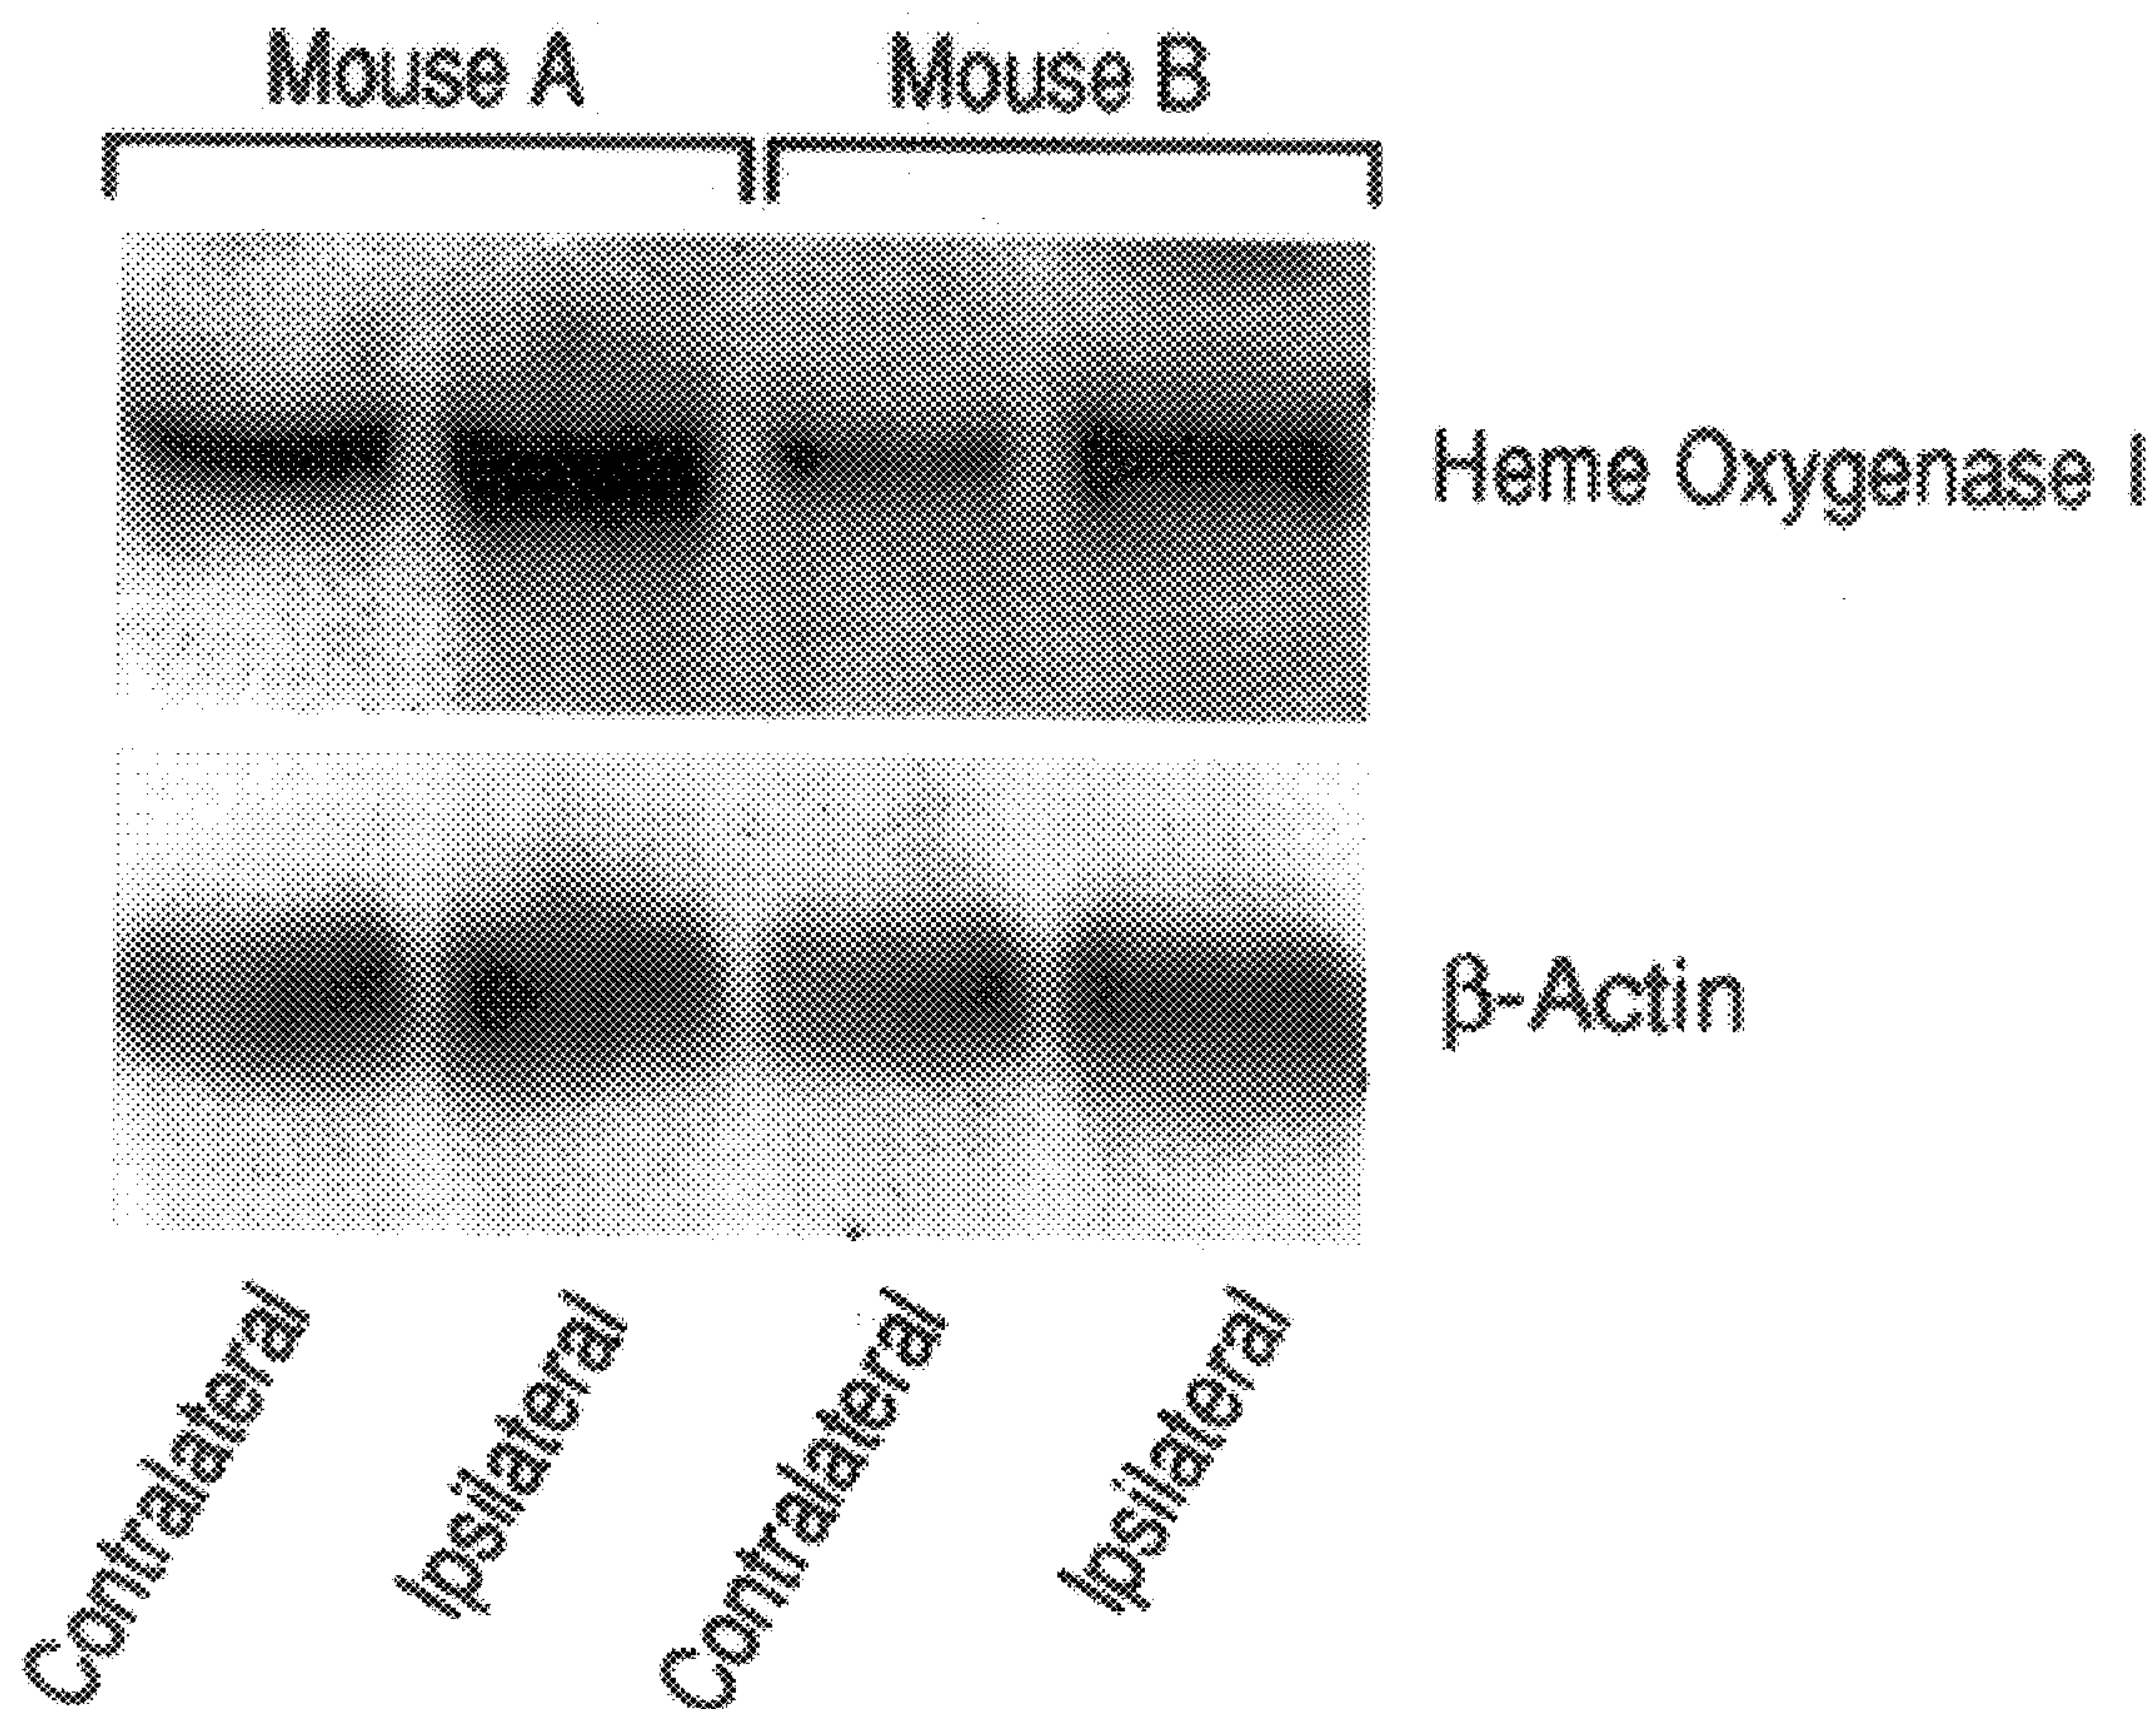 Mouse A
Mouse B
Heme Oxygenase I
β-Actin
Contralateral
Ipsilateral
Contralateral
Ipsilateral